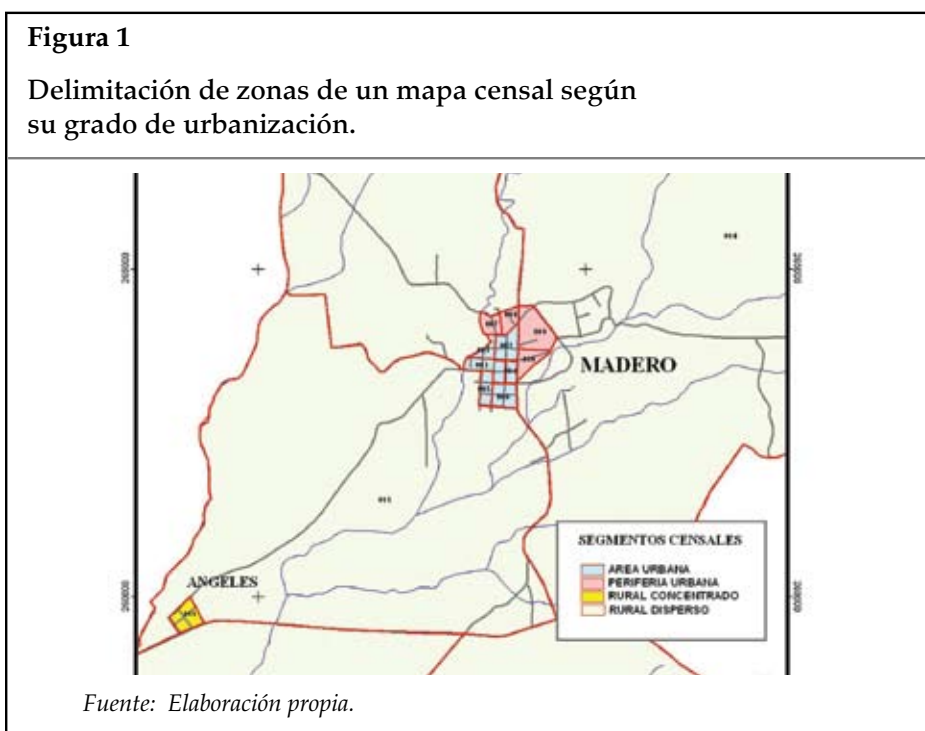 Figura 1
Delimitación de zonas de un mapa censal según
su grado de urbanización.
MADERO
ANGELES
SEGMENTOS CENSALES
AREA URBANA
PERIFERIA URBANA
RURAL CONCENTRADO
RURAL DISPERSO
Fuente: Elaboración propia.